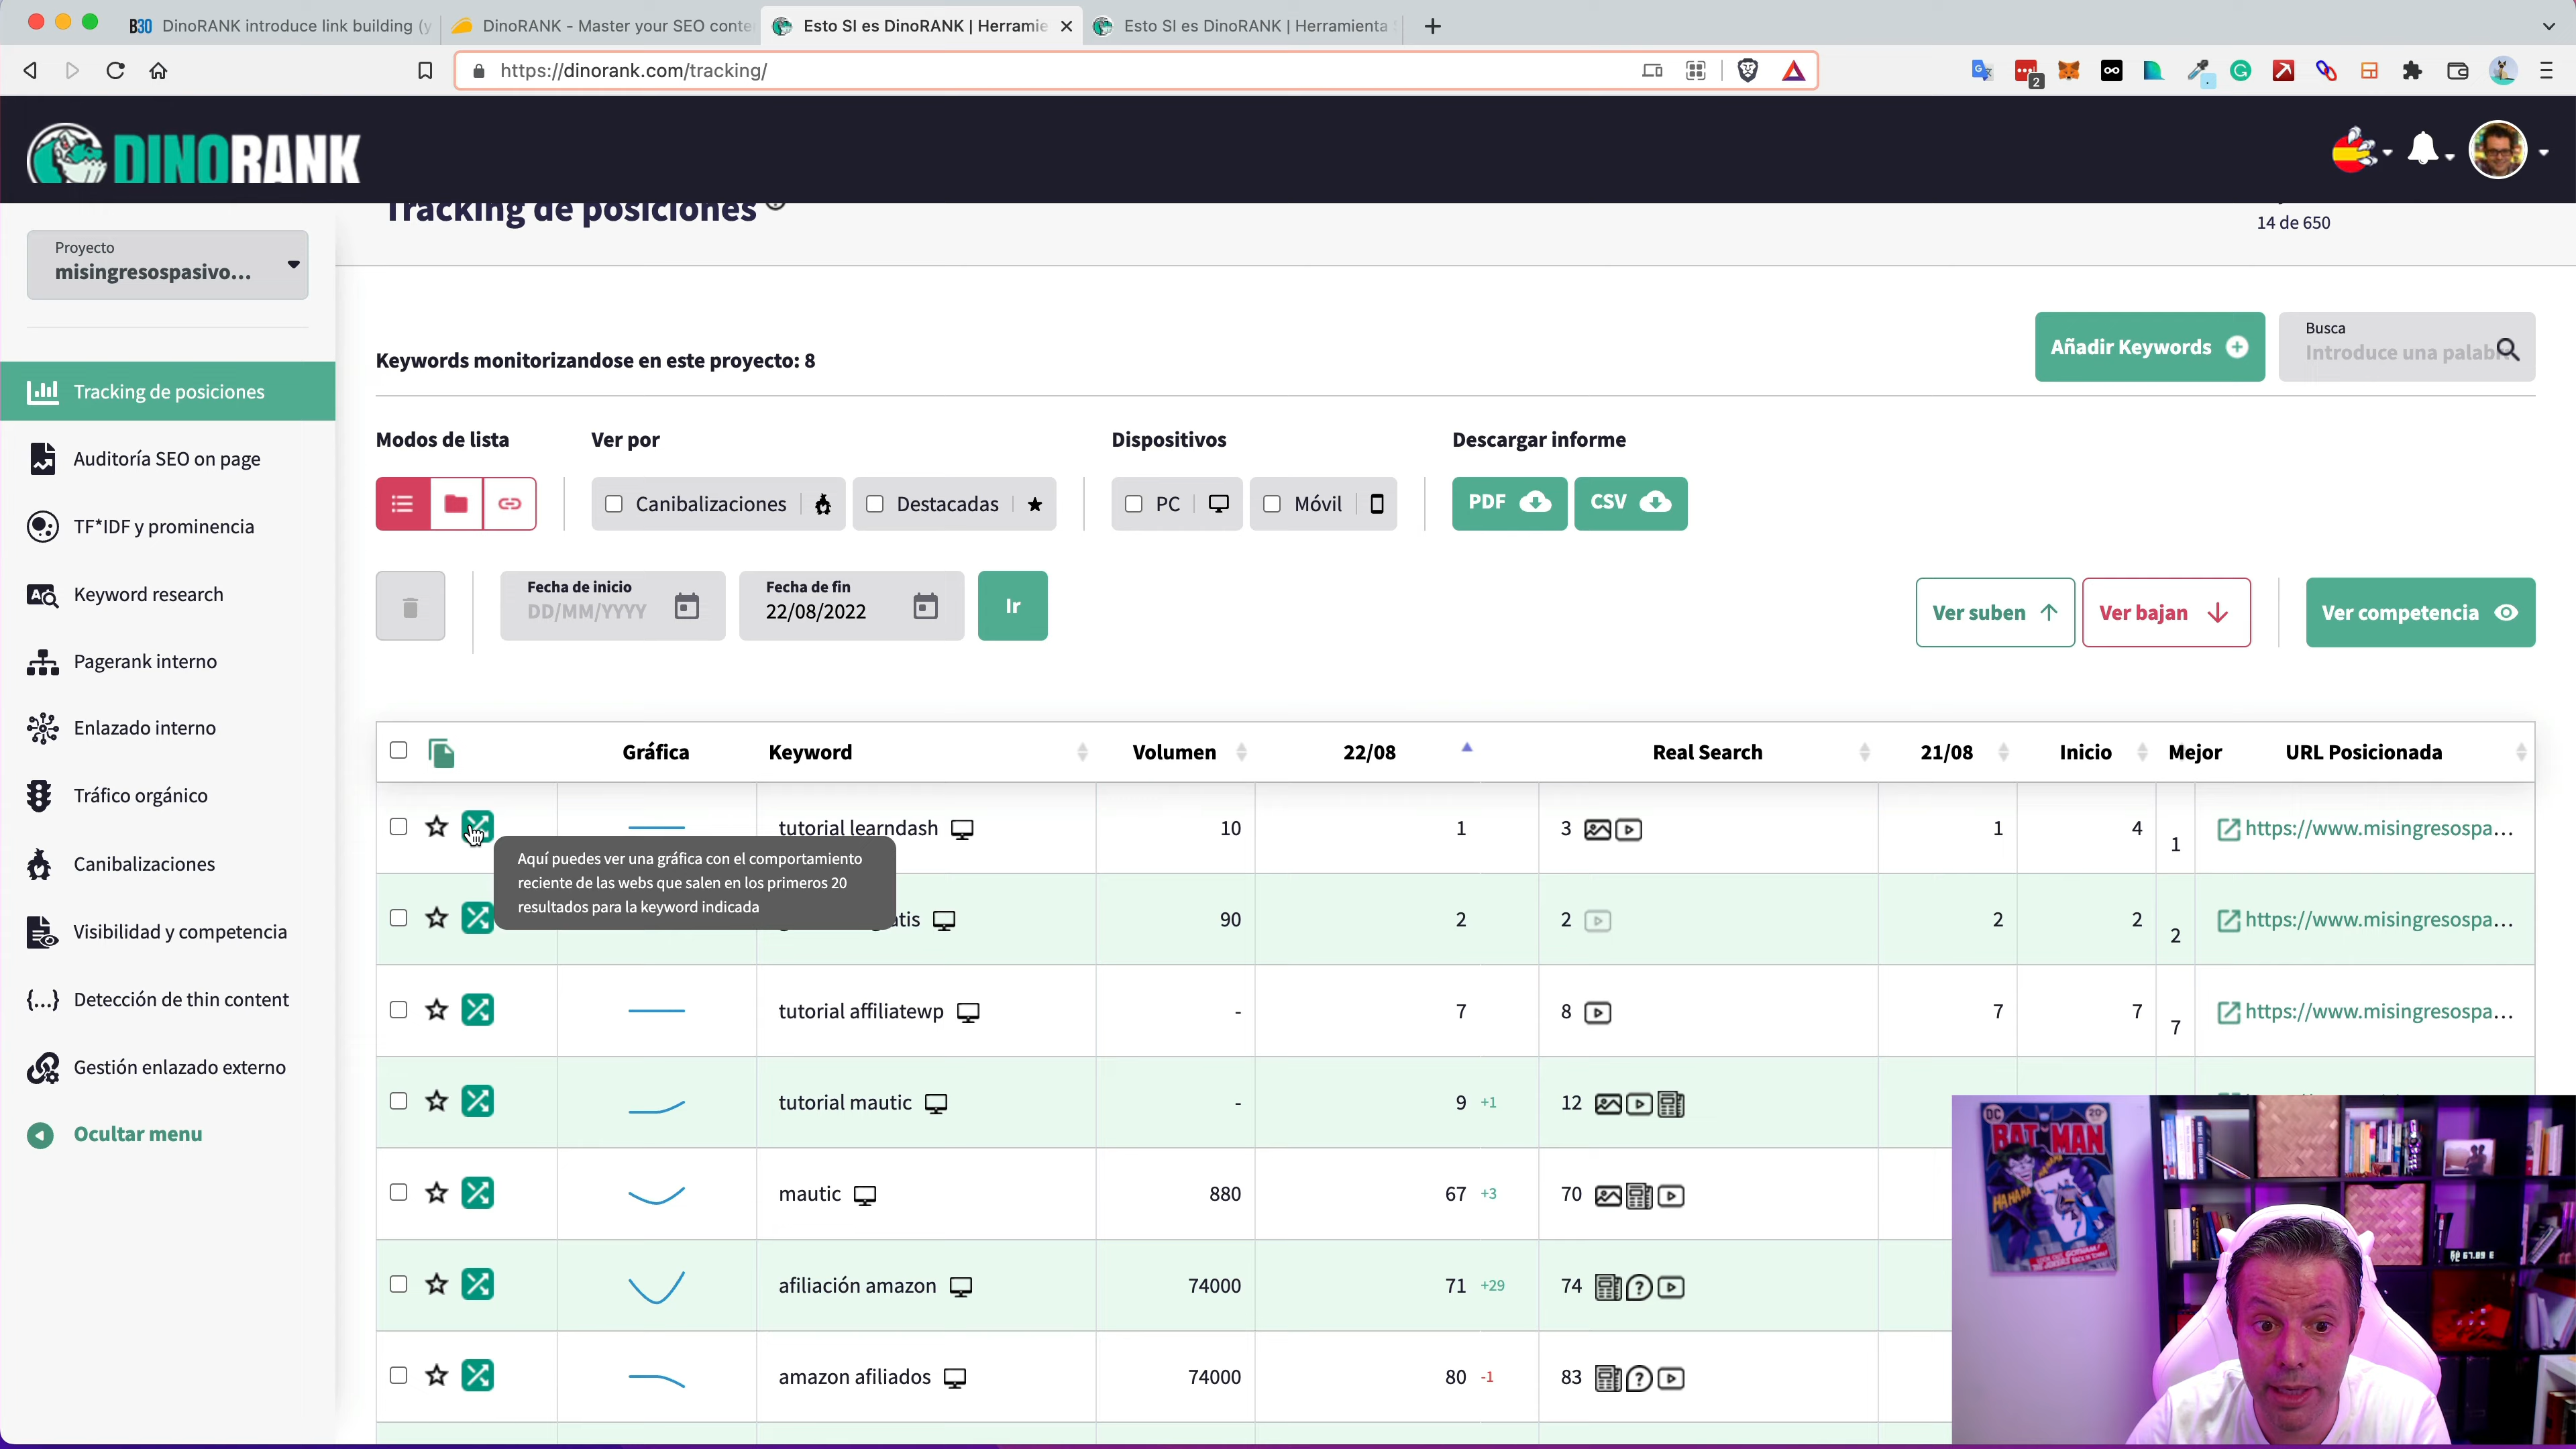 B30 DinoRANK introduce link building (y
DinoRANK - Master your SEO conte
Esto SI es DinoRANK | Herramie
Esto SI es DinoRANK | Herramienta
https://dinorank.com/tracking/
2
DINORANK
Tracking de posiciones
14 de 650
Proyecto
misingresospasivo...
Tracking de posiciones
Auditoría SEO on page
TF*IDF y prominencia
Keyword research
Pagerank interno
Enlazado interno
Tráfico orgánico
Canibalizaciones
Visibilidad y competencia
Detección de thin content
Gestión enlazado externo
Ocultar menu
Keywords monitorizandose en este proyecto: 8
Añadir Keywords
Busca
Introduce una palab
Modos de lista
Ver por
Dispositivos
Descargar informe
Canibalizaciones
Destacadas
PC
Móvil
PDF
CSV
Fecha de inicio
DD/MM/YYYY
Fecha de fin
22/08/2022
Ir
Ver suben
Ver bajan
Ver competencia
Gráfica Keyword Volumen 22/08 Real Search 21/08 Inicio Mejor URL Posicionada
tutorial learndash 10 1 3 1 4 1 https://www.misingresospa...
Aquí puedes ver una gráfica con el comportamiento
reciente de las webs que salen en los primeros 20
resultados para la keyword indicada
atis 90 2 2 2 2 2 https://www.misingresospa...
tutorial affiliatewp - 7 8 7 7 7 https://www.misingresospa...
tutorial mautic - 9 +1 12
mautic 880 67 +3 70
afiliación amazon 74000 71 +29 74
amazon afiliados 74000 80 -1 83
DC
20¢
BATMAN
HA HA HA